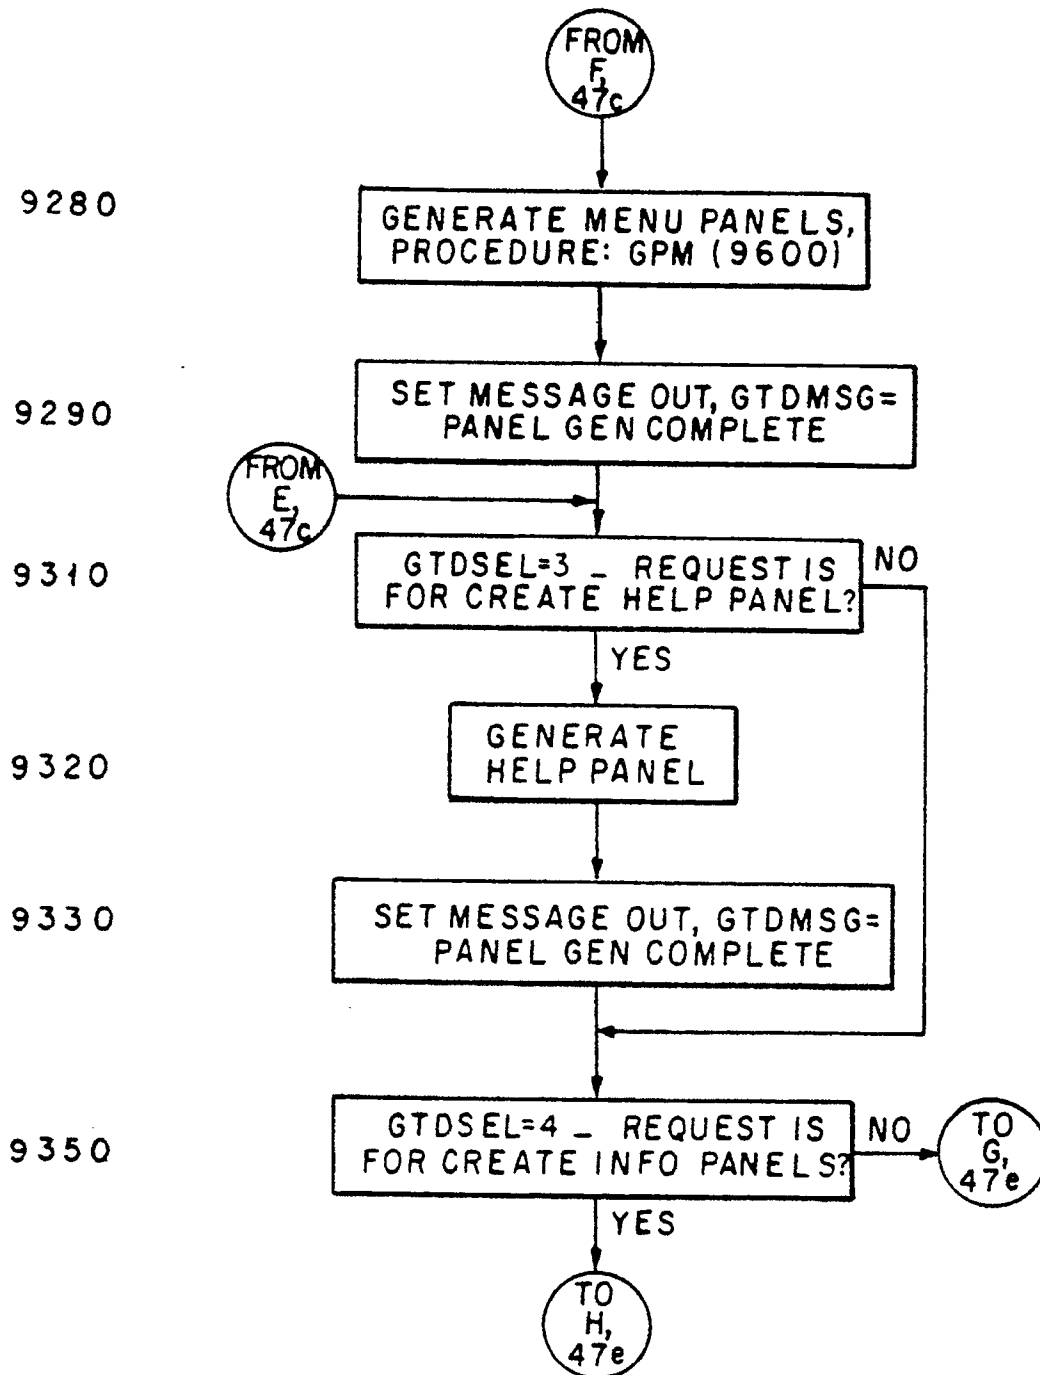 FROM
F,
47c
9280
GENERATE MENU PANELS,
PROCEDURE: GPM (9600)
9290
SET MESSAGE OUT, GTDMSG=
PANEL GEN COMPLETE
FROM
E,
47c
9310
GTDSEL=3 _ REQUEST IS
FOR CREATE HELP PANEL?
NO
YES
9320
GENERATE
HELP PANEL
9330
SET MESSAGE OUT, GTDMSG=
PANEL GEN COMPLETE
9350
GTDSEL=4 _ REQUEST IS
FOR CREATE INFO PANELS?
NO
TO
G,
47e
YES
TO
H,
47e